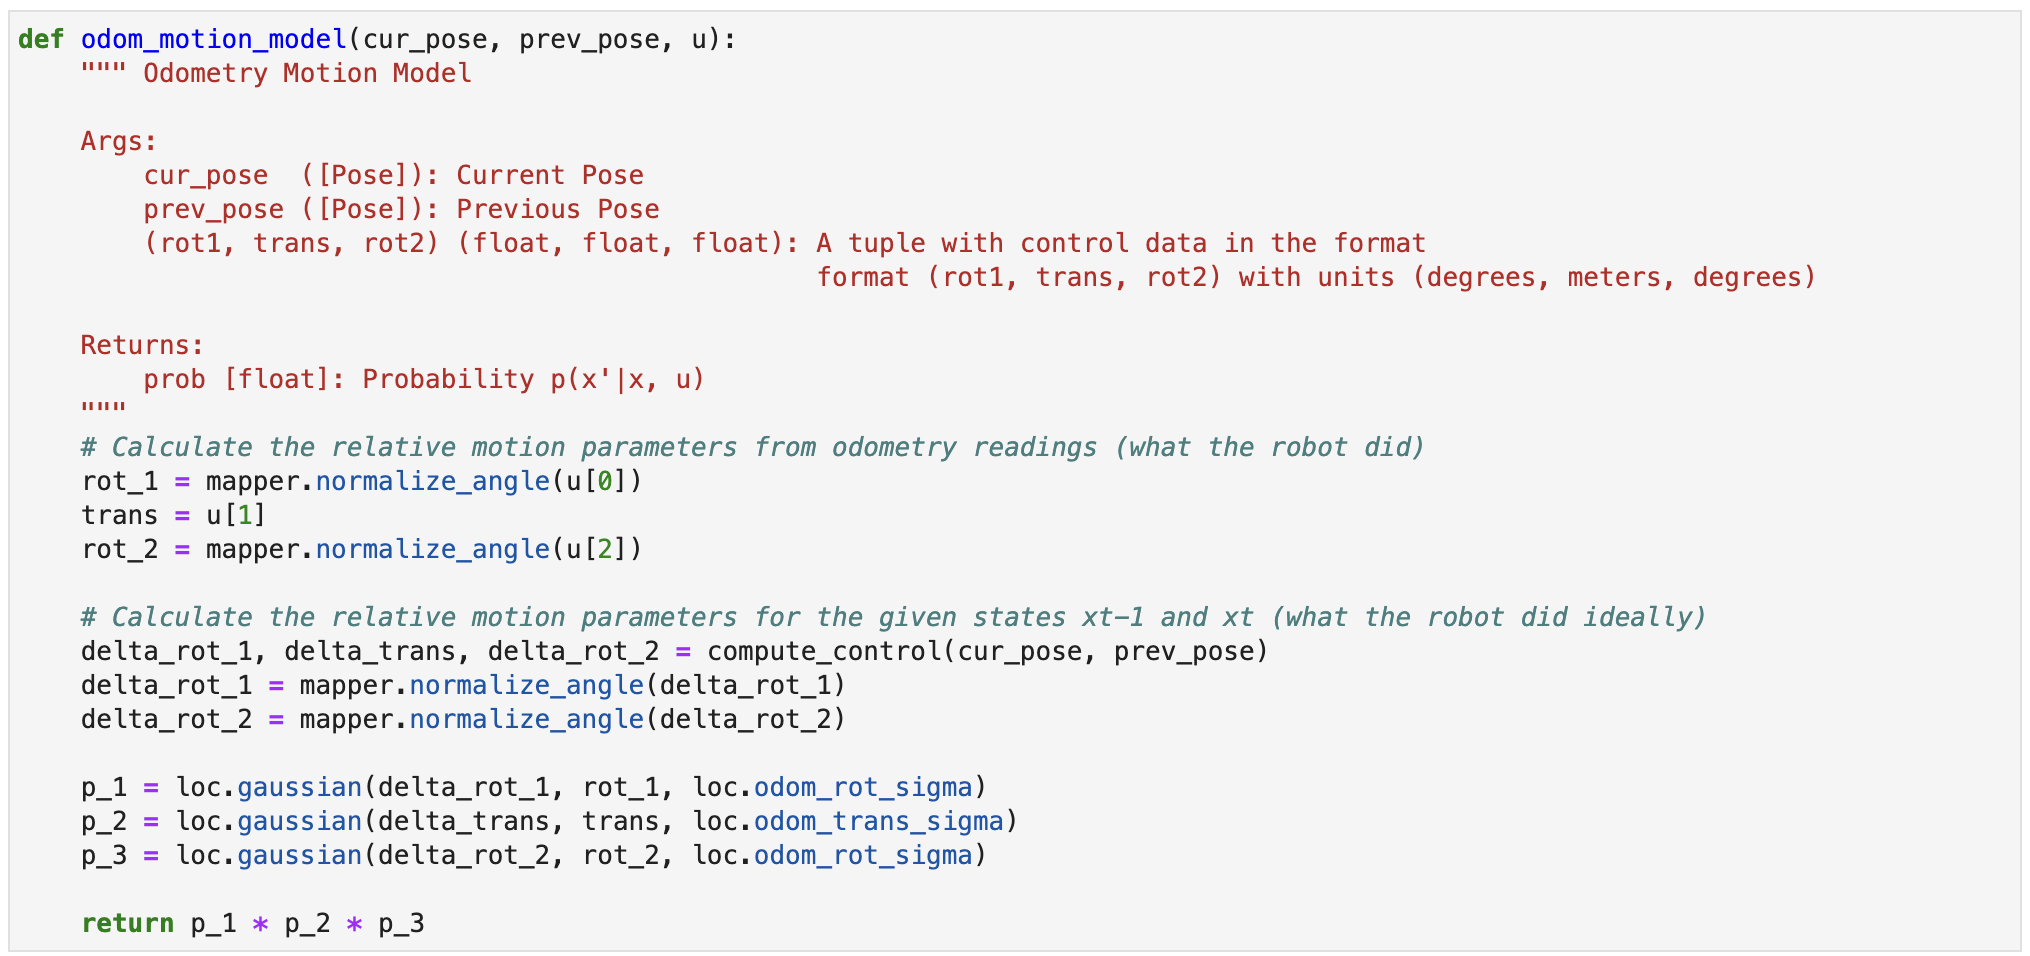 def odom_motion_model(cur_pose, prev_pose, u):
    """ Odometry Motion Model

    Args:
        cur_pose  ([Pose]): Current Pose
        prev_pose ([Pose]): Previous Pose
        (rot1, trans, rot2) (float, float, float): A tuple with control data in the format
                                                   format (rot1, trans, rot2) with units (degrees, meters, degrees)

    Returns:
        prob [float]: Probability p(x'|x, u)
    """
    # Calculate the relative motion parameters from odometry readings (what the robot did)
    rot_1 = mapper.normalize_angle(u[0])
    trans = u[1]
    rot_2 = mapper.normalize_angle(u[2])

    # Calculate the relative motion parameters for the given states xt-1 and xt (what the robot did ideally)
    delta_rot_1, delta_trans, delta_rot_2 = compute_control(cur_pose, prev_pose)
    delta_rot_1 = mapper.normalize_angle(delta_rot_1)
    delta_rot_2 = mapper.normalize_angle(delta_rot_2)

    p_1 = loc.gaussian(delta_rot_1, rot_1, loc.odom_rot_sigma)
    p_2 = loc.gaussian(delta_trans, trans, loc.odom_trans_sigma)
    p_3 = loc.gaussian(delta_rot_2, rot_2, loc.odom_rot_sigma)

    return p_1 * p_2 * p_3